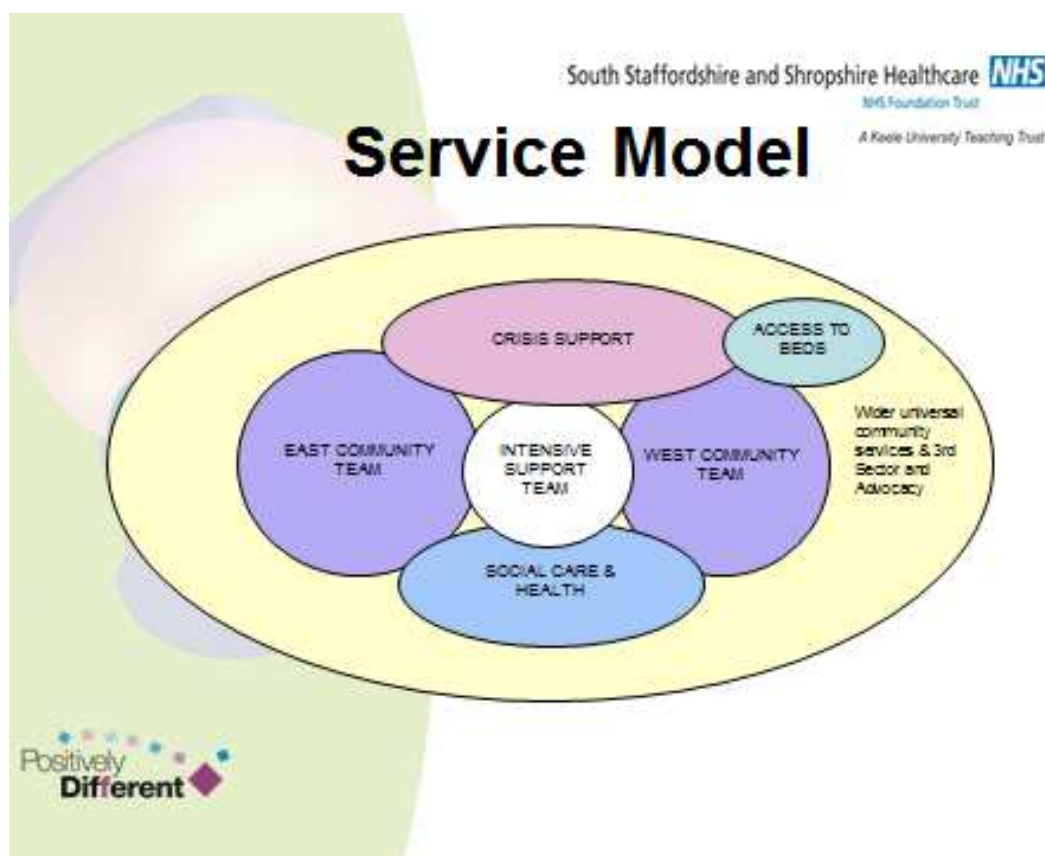 South Staffordshire and Shropshire Healthcare NHS
NHS Foundation Trust
A Keele University Teaching Trust
Service Model
CRISIS SUPPORT
ACCESS TO
BEDS
EAST COMMUNITY
TEAM
INTENSIVE
SUPPORT
TEAM
WEST COMMUNITY
TEAM
Wider universal
community
services & 3rd
Sector and
Advocacy
SOCIAL CARE &
HEALTH
Positively
Different